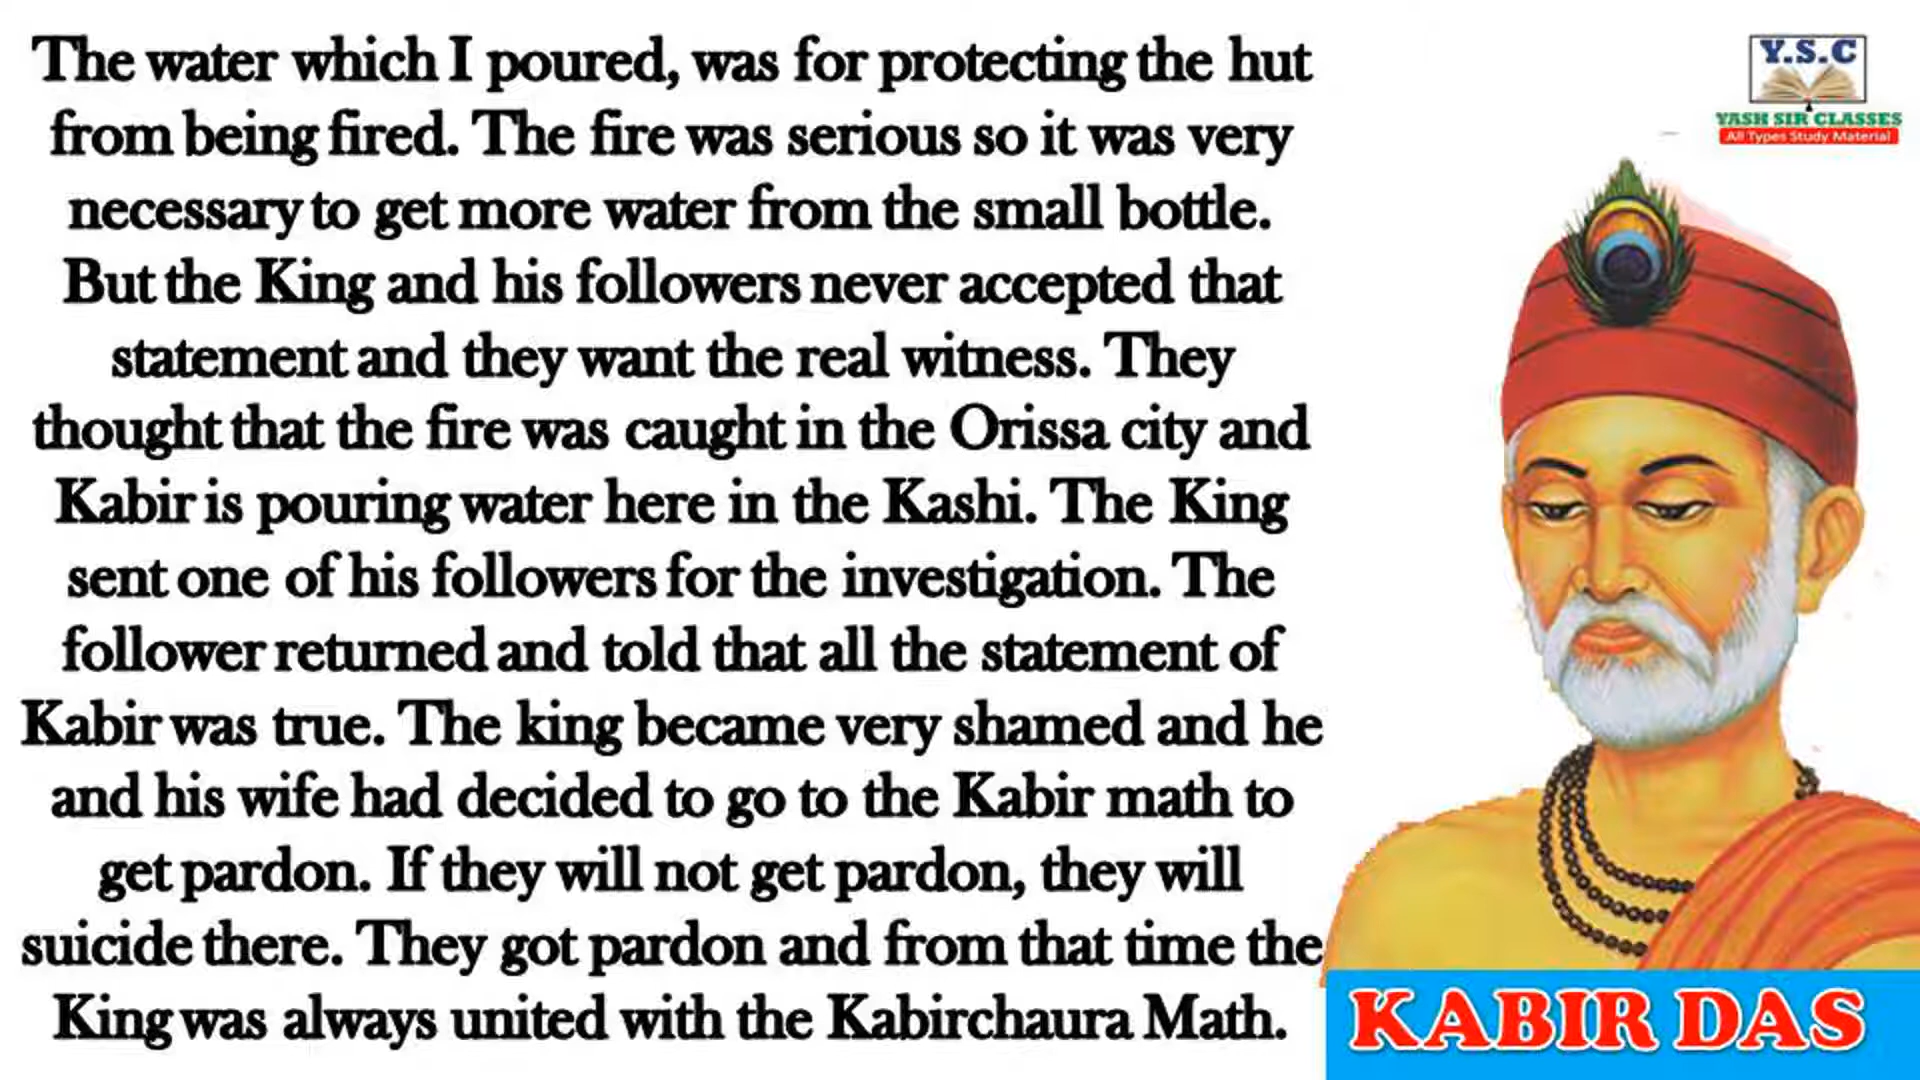 The water which I poured, was for protecting the hut
from being fired. The fire was serious so it was very
necessary to get more water from the small bottle.
But the King and his followers never accepted that
statement and they want the real witness. They
thought that the fire was caught in the Orissa city and
Kabir is pouring water here in the Kashi. The King
sent one of his followers for the investigation. The
follower returned and told that all the statement of
Kabir was true. The king became very shamed and he
and his wife had decided to go to the Kabir math to
get pardon. If they will not get pardon, they will
suicide there. They got pardon and from that time the
King was always united with the Kabirchaura Math.
Y.S.C
YASH SIR CLASSES
All Types Study Material
KABIR DAS